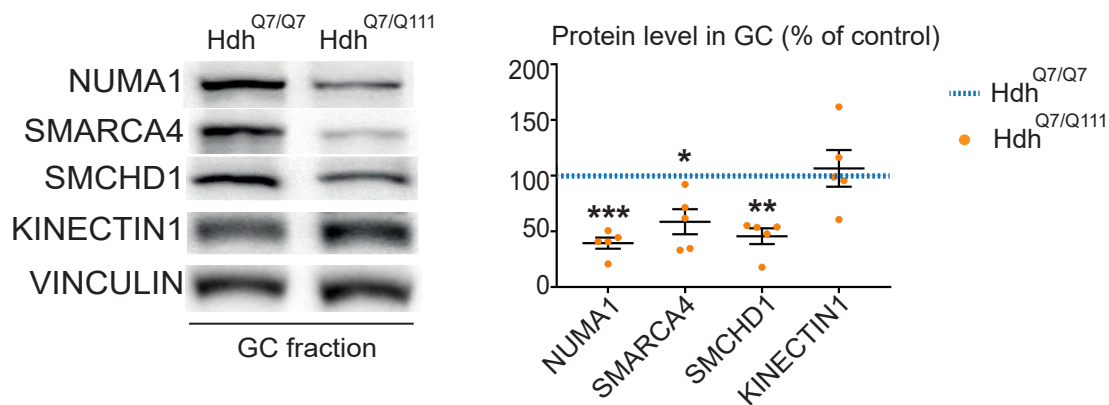 Hdh^Q7/Q7 Hdh^Q7/Q111
NUMA1
SMARCA4
SMCHD1
KINECTIN1
VINCULIN
GC fraction
Protein level in GC (% of control)
200
150
100
50
0
***
*
**
NUMA1
SMARCA4
SMCHD1
KINECTIN1
Hdh^Q7/Q7
Hdh^Q7/Q111